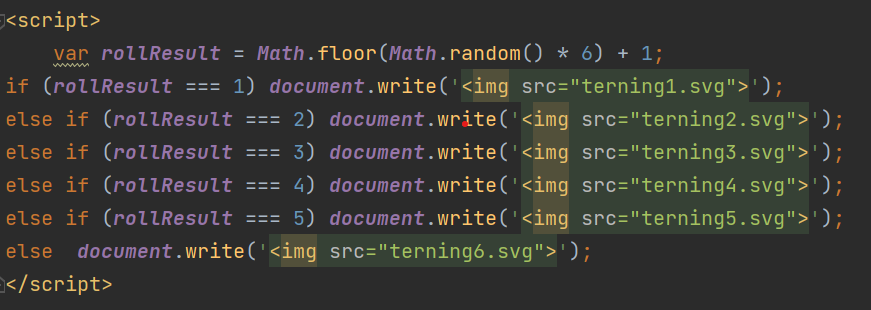 <script>
var rollResult = Math.floor(Math.random() * 6) + 1;
if (rollResult === 1) document.write('<img src="terning1.svg">');
else if (rollResult === 2) document.write('<img src="terning2.svg">');
else if (rollResult === 3) document.write('<img src="terning3.svg">');
else if (rollResult === 4) document.write('<img src="terning4.svg">');
else if (rollResult === 5) document.write('<img src="terning5.svg">');
else  document.write('<img src="terning6.svg">');
</script>